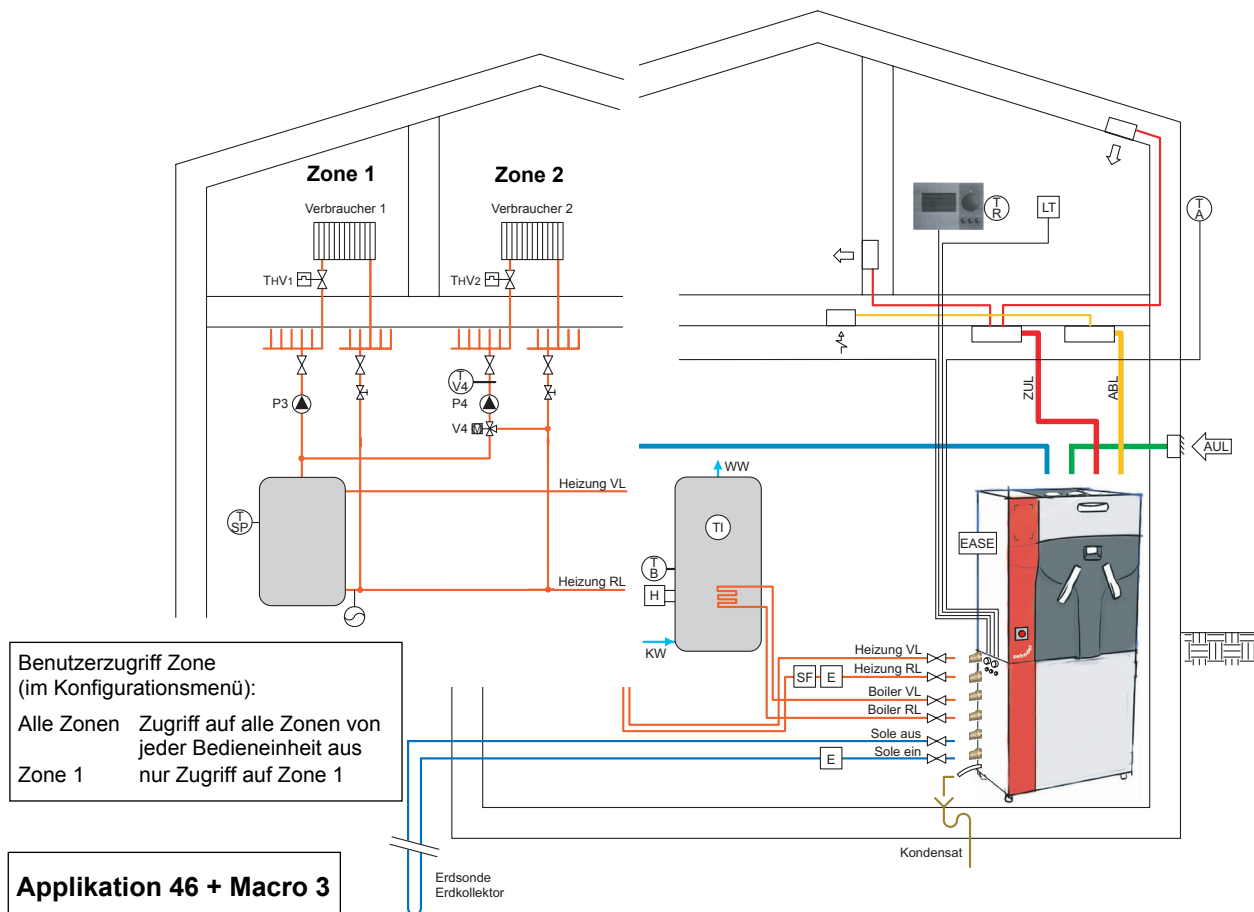 Zone 1
Zone 2
Verbraucher 1
Verbraucher 2
THV1
THV2
T
R
LT
T
A
T
V4
P3
P4
V4 M
ZUL
ABL
AUL
WW
Heizung VL
T
SP
TI
EASE
T
B
H
Heizung RL
KW
Heizung VL
Heizung RL
SF
E
Boiler VL
Boiler RL
Sole aus
Sole ein
E
zehnder
Benutzerzugriff Zone
(im Konfigurationsmenü):
Alle Zonen Zugriff auf alle Zonen von
jeder Bedieneinheit aus
Zone 1 nur Zugriff auf Zone 1
Kondensat
Applikation 46 + Macro 3
Erdsonde
Erdkollektor